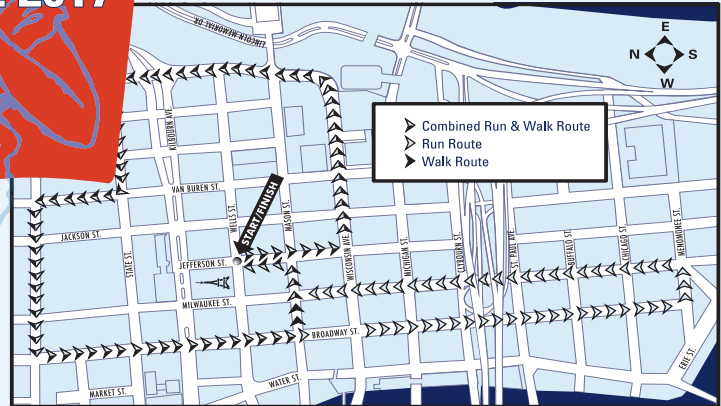 E
N S
W
LINCOLN MEMORIAL DR.
Combined Run & Walk Route
Run Route
Walk Route
KILBOURN AVE.
VAN BUREN ST.
WELLS ST.
START/FINISH
MASON ST.
JACKSON ST.
STATE ST.
JEFFERSON ST.
WISCONSIN AVE.
MICHIGAN ST.
CLYBOURN ST.
ST. PAUL AVE.
BUFFALO ST.
CHICAGO ST.
MENOMONEE ST.
MILWAUKEE ST.
BROADWAY ST.
ERIE ST.
MARKET ST.
WATER ST.